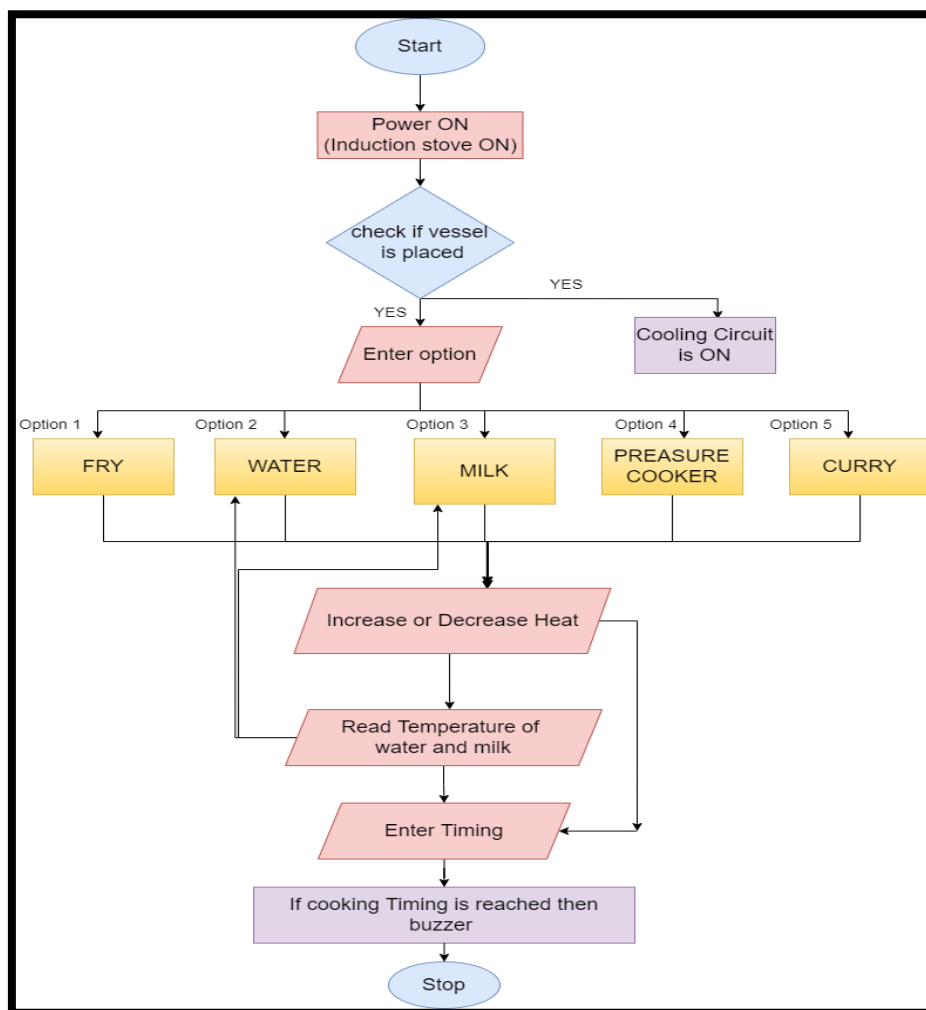 Start
Power ON
(Induction stove ON)
check if vessel
is placed
YES
YES
Enter option
Cooling Circuit
is ON
Option 1
Option 2
Option 3
Option 4
Option 5
FRY
WATER
MILK
PREASURE
COOKER
CURRY
Increase or Decrease Heat
Read Temperature of
water and milk
Enter Timing
If cooking Timing is reached then
buzzer
Stop